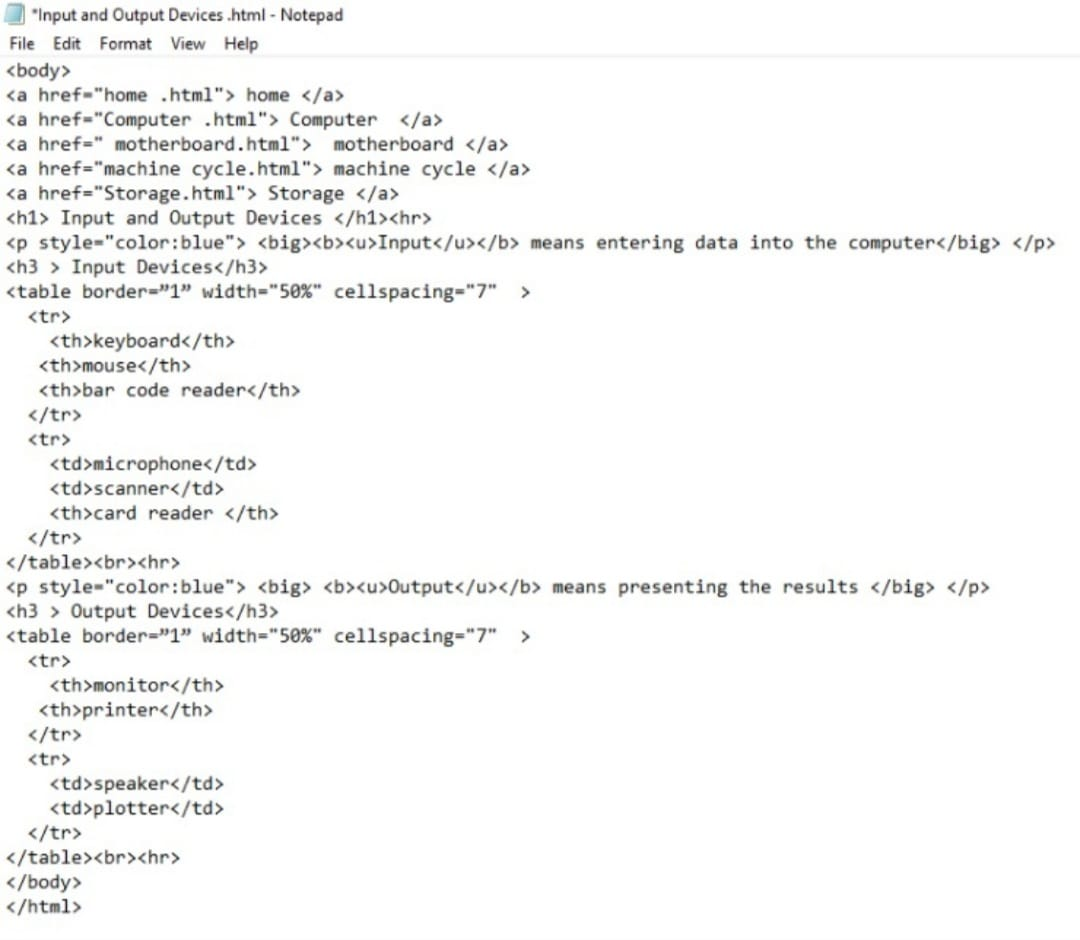 *Input and Output Devices .html - Notepad
File Edit Format View Help
<body>
<a href="home .html"> home </a>
<a href="Computer .html"> Computer  </a>
<a href=" motherboard.html">  motherboard </a>
<a href="machine cycle.html"> machine cycle </a>
<a href="Storage.html"> Storage </a>
<h1> Input and Output Devices </h1><hr>
<p style="color:blue"> <big><b><u>Input</u></b> means entering data into the computer</big> </p>
<h3 > Input Devices</h3>
<table border=”1” width="50%" cellspacing="7"  >
  <tr>
    <th>keyboard</th>
   <th>mouse</th>
   <th>bar code reader</th>
  </tr>
  <tr>
    <td>microphone</td>
    <td>scanner</td>
    <th>card reader </th>
  </tr>
</table><br><hr>
<p style="color:blue"> <big> <b><u>Output</u></b> means presenting the results </big> </p>
<h3 > Output Devices</h3>
<table border=”1” width="50%" cellspacing="7"  >
  <tr>
    <th>monitor</th>
   <th>printer</th>
  </tr>
  <tr>
    <td>speaker</td>
    <td>plotter</td>
  </tr>
</table><br><hr>
</body>
</html>